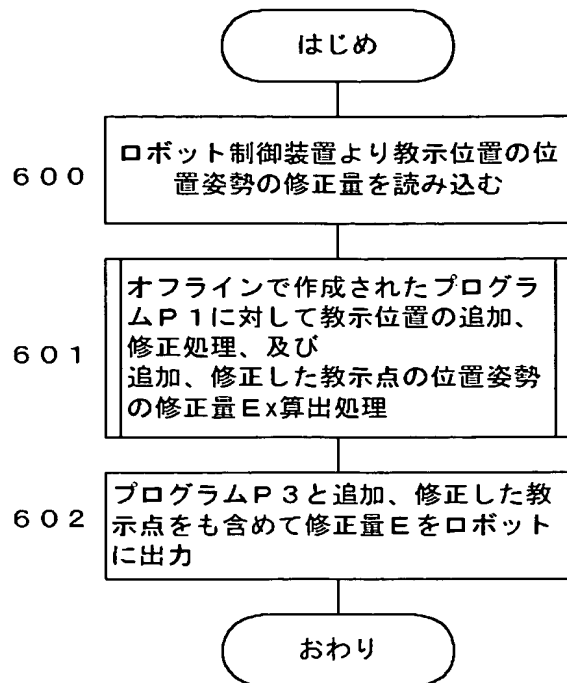 はじめ
600
ロボット制御装置より教示位置の位
置姿勢の修正量を読み込む
601
オフラインで作成されたプログラ
ムP1に対して教示位置の追加、
修正処理、及び
追加、修正した教示点の位置姿勢
の修正量Ex算出処理
602
プログラムP3と追加、修正した教
示点をも含めて修正量Eをロボット
に出力
おわり